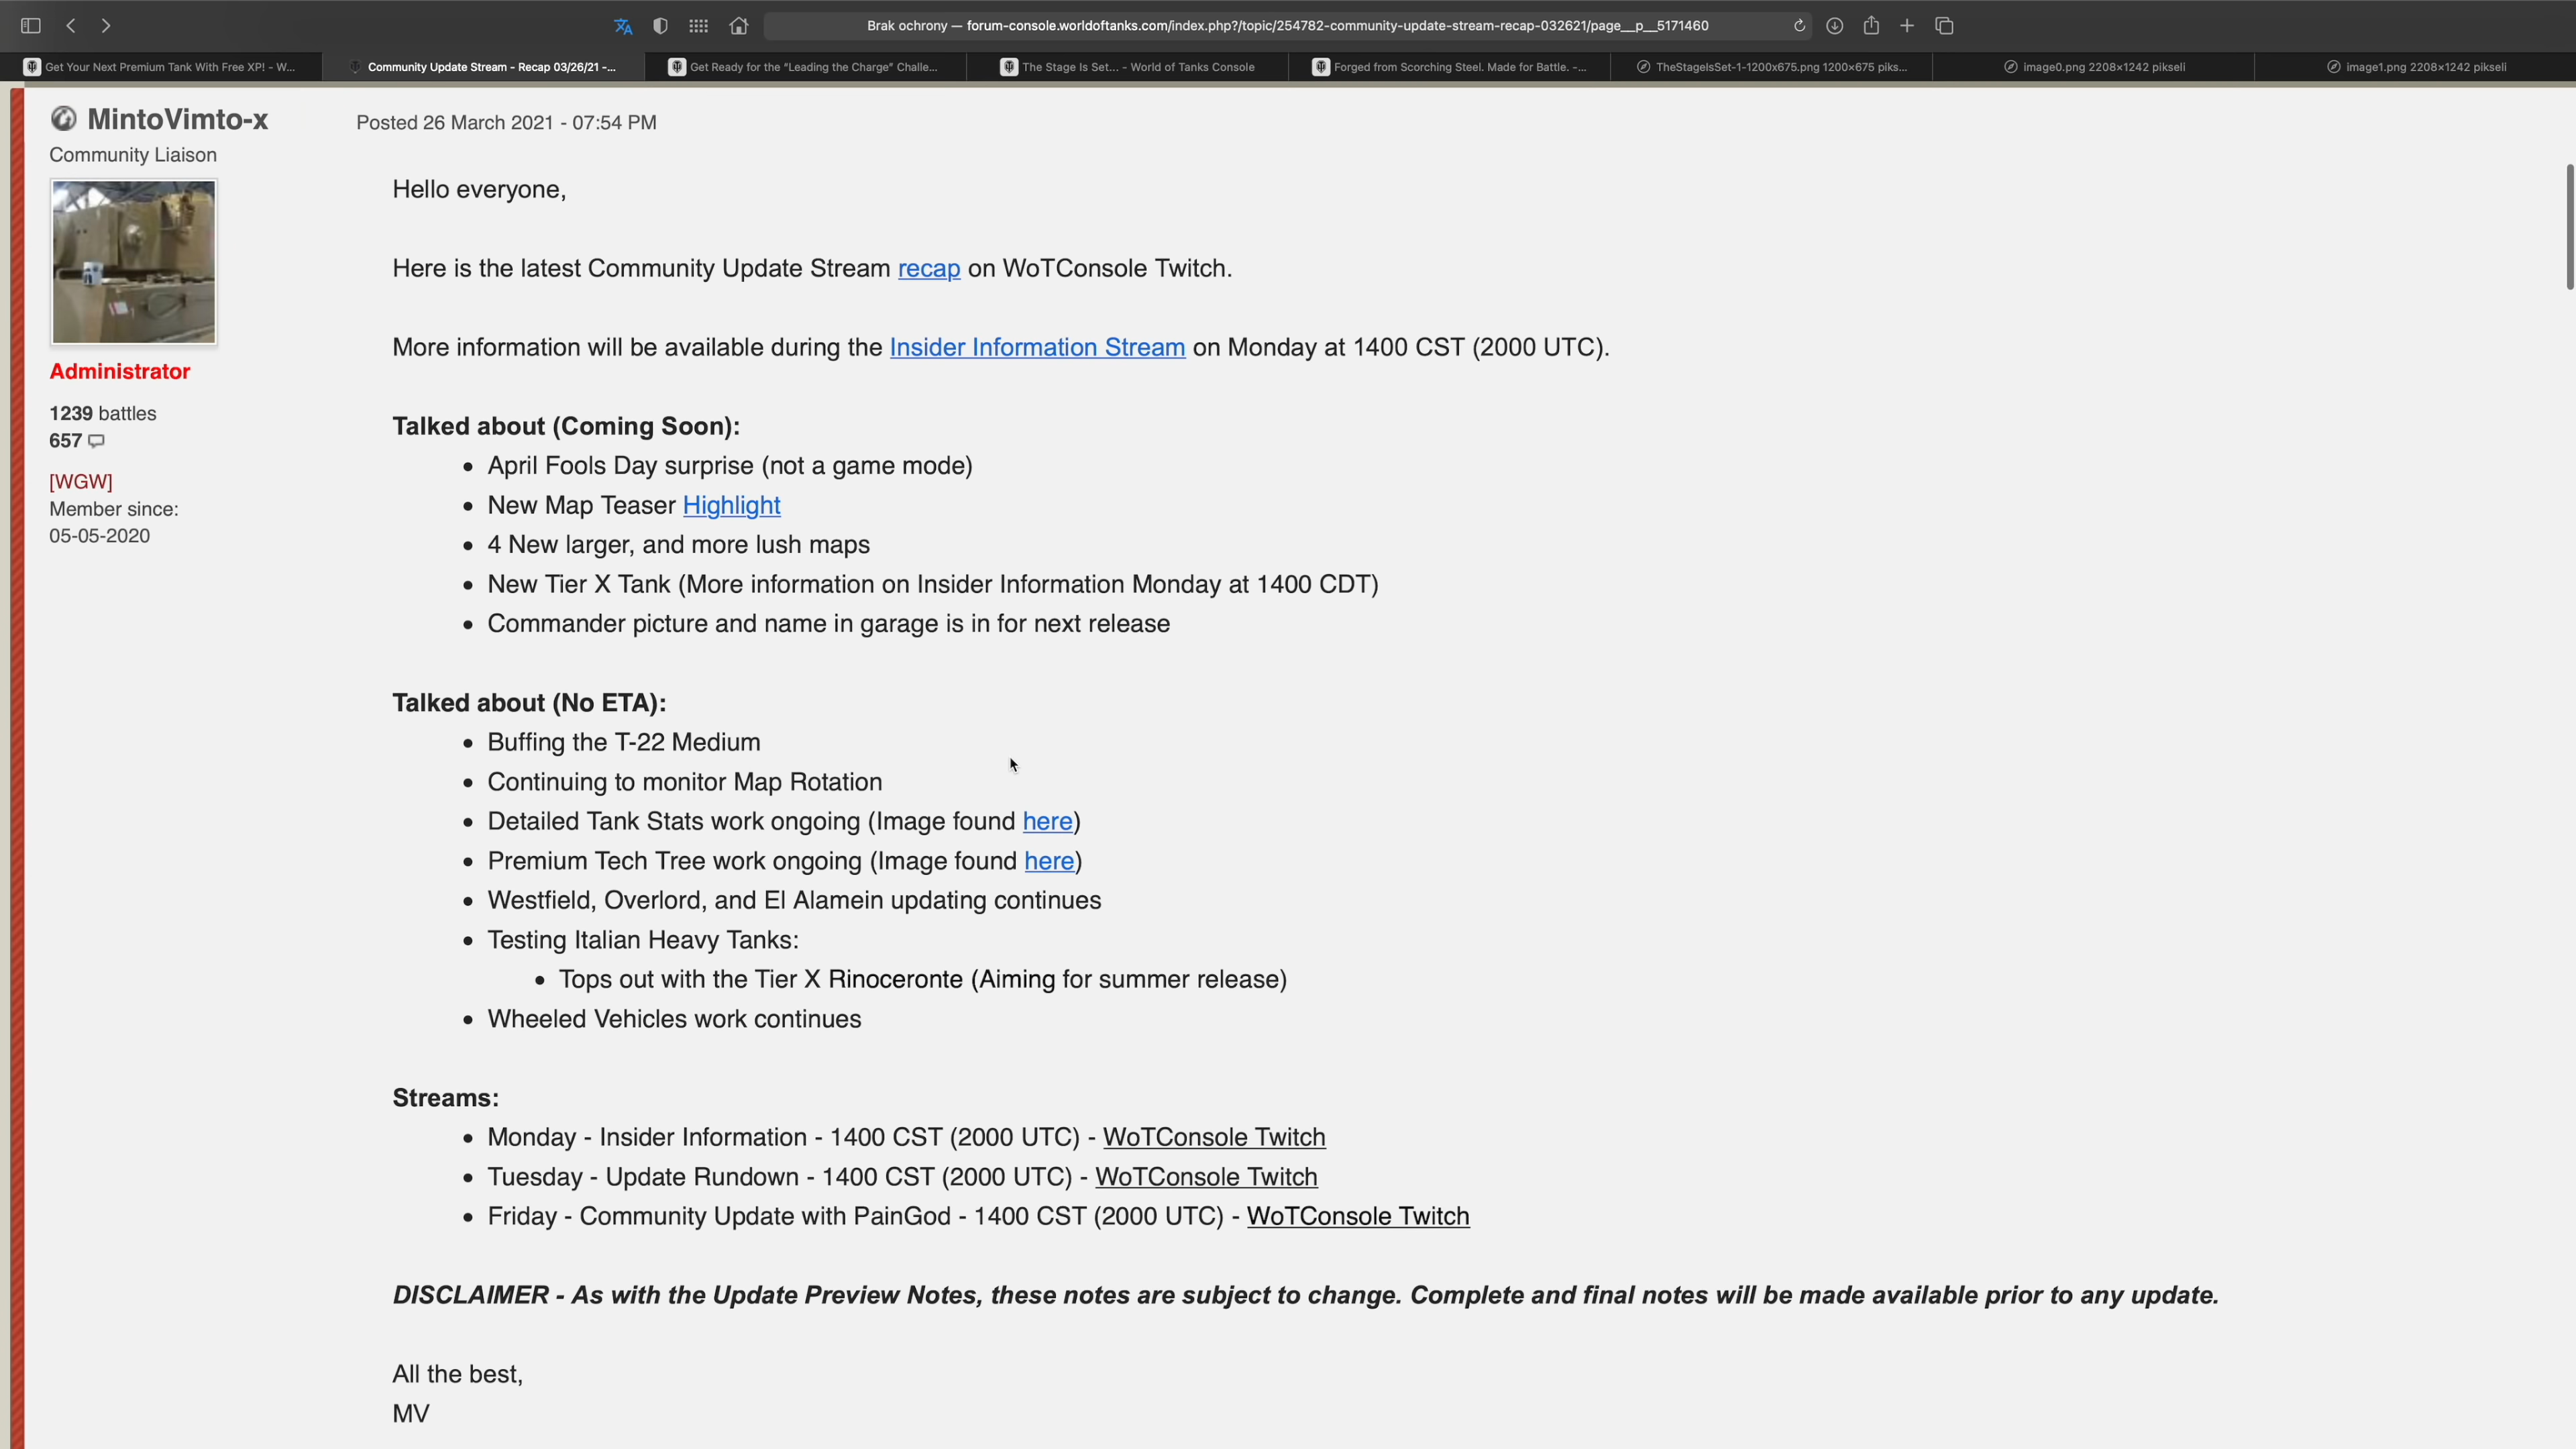 Brak ochrony — forum-console.worldoftanks.com/index.php?/topic/254782-community-update-stream-recap-032621/page__p__5171460
Get Your Next Premium Tank With Free XP! - W...
Community Update Stream - Recap 03/26/21 -...
Get Ready for the "Leading the Charge" Challe...
The Stage Is Set... - World of Tanks Console
Forged from Scorching Steel. Made for Battle. -...
TheStageIsSet-1-1200x675.png 1200×675 piks...
image0.png 2208×1242 pikseli
image1.png 2208×1242 pikseli
MintoVimto-x
Community Liaison
Administrator
1239 battles
657
[WGW]
Member since:
05-05-2020
Posted 26 March 2021 - 07:54 PM
Hello everyone,
Here is the latest Community Update Stream recap on WoTConsole Twitch.
More information will be available during the Insider Information Stream on Monday at 1400 CST (2000 UTC).
Talked about (Coming Soon):
• April Fools Day surprise (not a game mode)
• New Map Teaser Highlight
• 4 New larger, and more lush maps
• New Tier X Tank (More information on Insider Information Monday at 1400 CDT)
• Commander picture and name in garage is in for next release
Talked about (No ETA):
• Buffing the T-22 Medium
• Continuing to monitor Map Rotation
• Detailed Tank Stats work ongoing (Image found here)
• Premium Tech Tree work ongoing (Image found here)
• Westfield, Overlord, and El Alamein updating continues
• Testing Italian Heavy Tanks:
• Tops out with the Tier X Rinoceronte (Aiming for summer release)
• Wheeled Vehicles work continues
Streams:
• Monday - Insider Information - 1400 CST (2000 UTC) - WoTConsole Twitch
• Tuesday - Update Rundown - 1400 CST (2000 UTC) - WoTConsole Twitch
• Friday - Community Update with PainGod - 1400 CST (2000 UTC) - WoTConsole Twitch
DISCLAIMER - As with the Update Preview Notes, these notes are subject to change. Complete and final notes will be made available prior to any update.
All the best,
MV